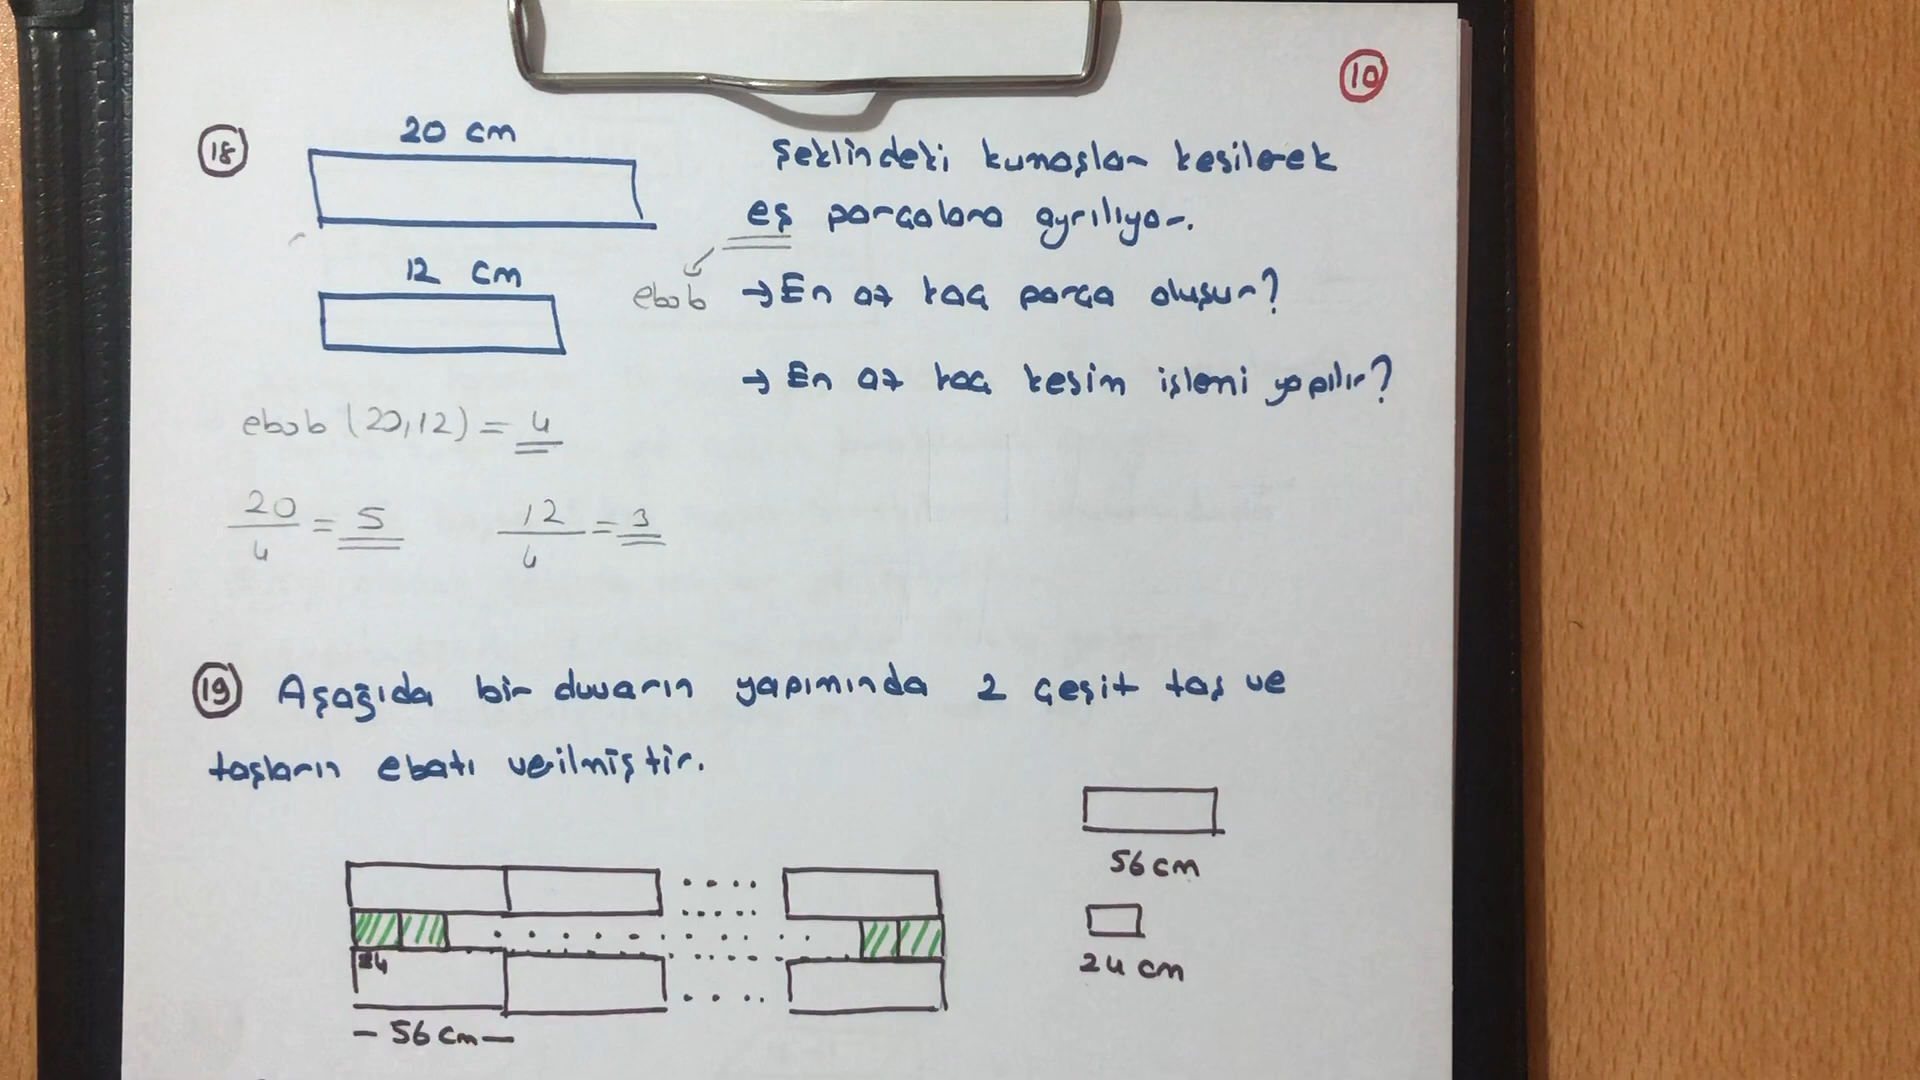 10
18
20 cm
şeklindeki kumaşlar kesilerek
eş parçalara ayrılıyor.
12 cm
ebob → En az kaç parça oluşur?
→ En az kaç kesim işlemi yapılır?
ebob (20,12) = 4
20/4 = 5 12/4 = 3
19 Aşağıda bir duvarın yapımında 2 çeşit taş ve
taşların ebatı verilmiştir.
56 cm
24 cm
24
- 56 cm -